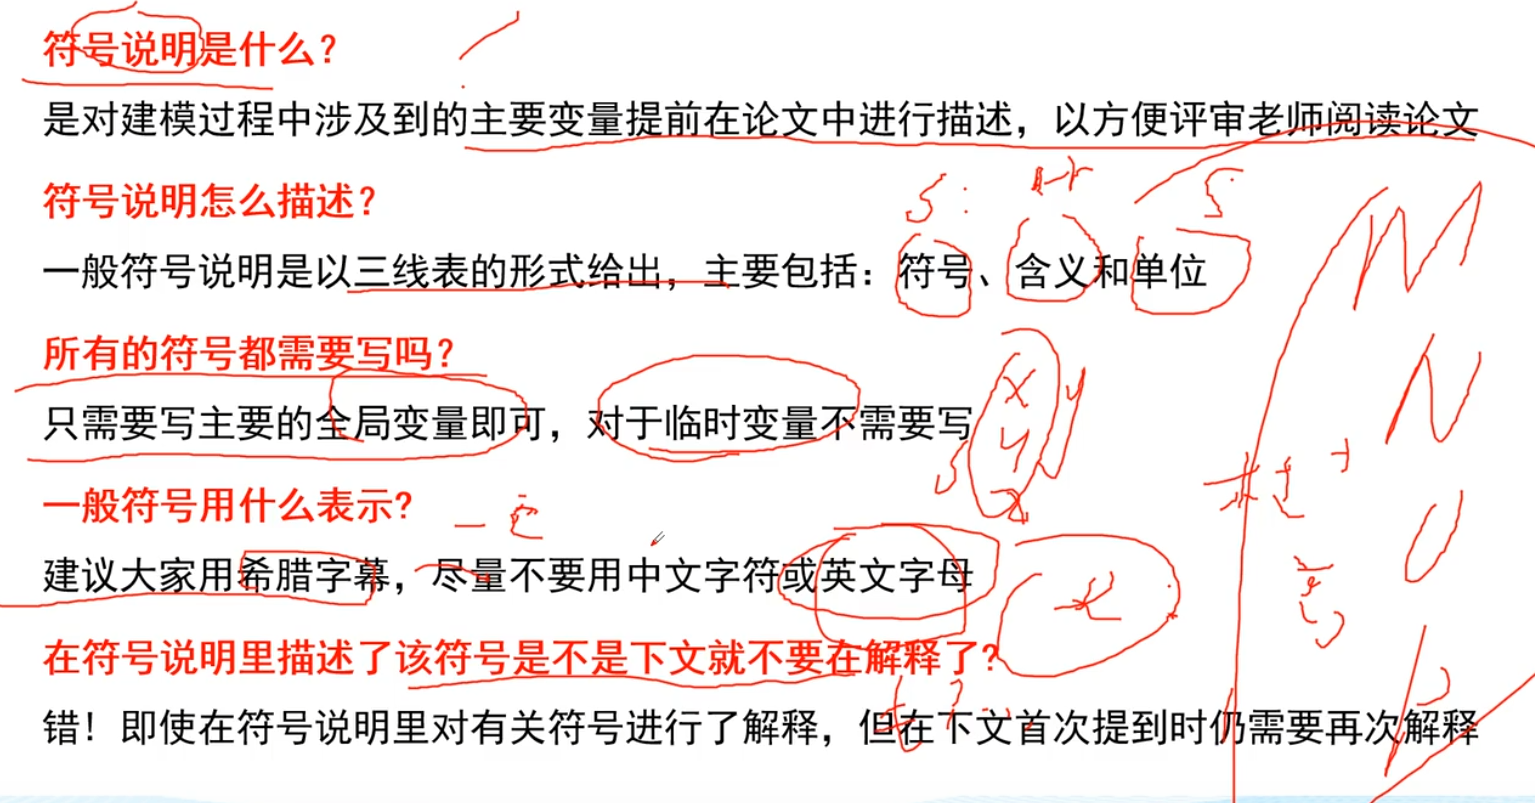 符号说明是什么？
是对建模过程中涉及到的主要变量提前在论文中进行描述，以方便评审老师阅读论文
符号说明怎么描述？
S:
S
一般符号说明是以三线表的形式给出，主要包括：符号、含义和单位
M
所有的符号都需要写吗？
N
只需要写主要的全局变量即可，对于临时变量不需要写
x
y
y
z
一般符号用什么表示?
建议大家用希腊字幕，尽量不要用中文字符或英文字母
O
在符号说明里描述了该符号是不是下文就不要在解释了?
错！即使在符号说明里对有关符号进行了解释，但在下文首次提到时仍需要再次解释
P